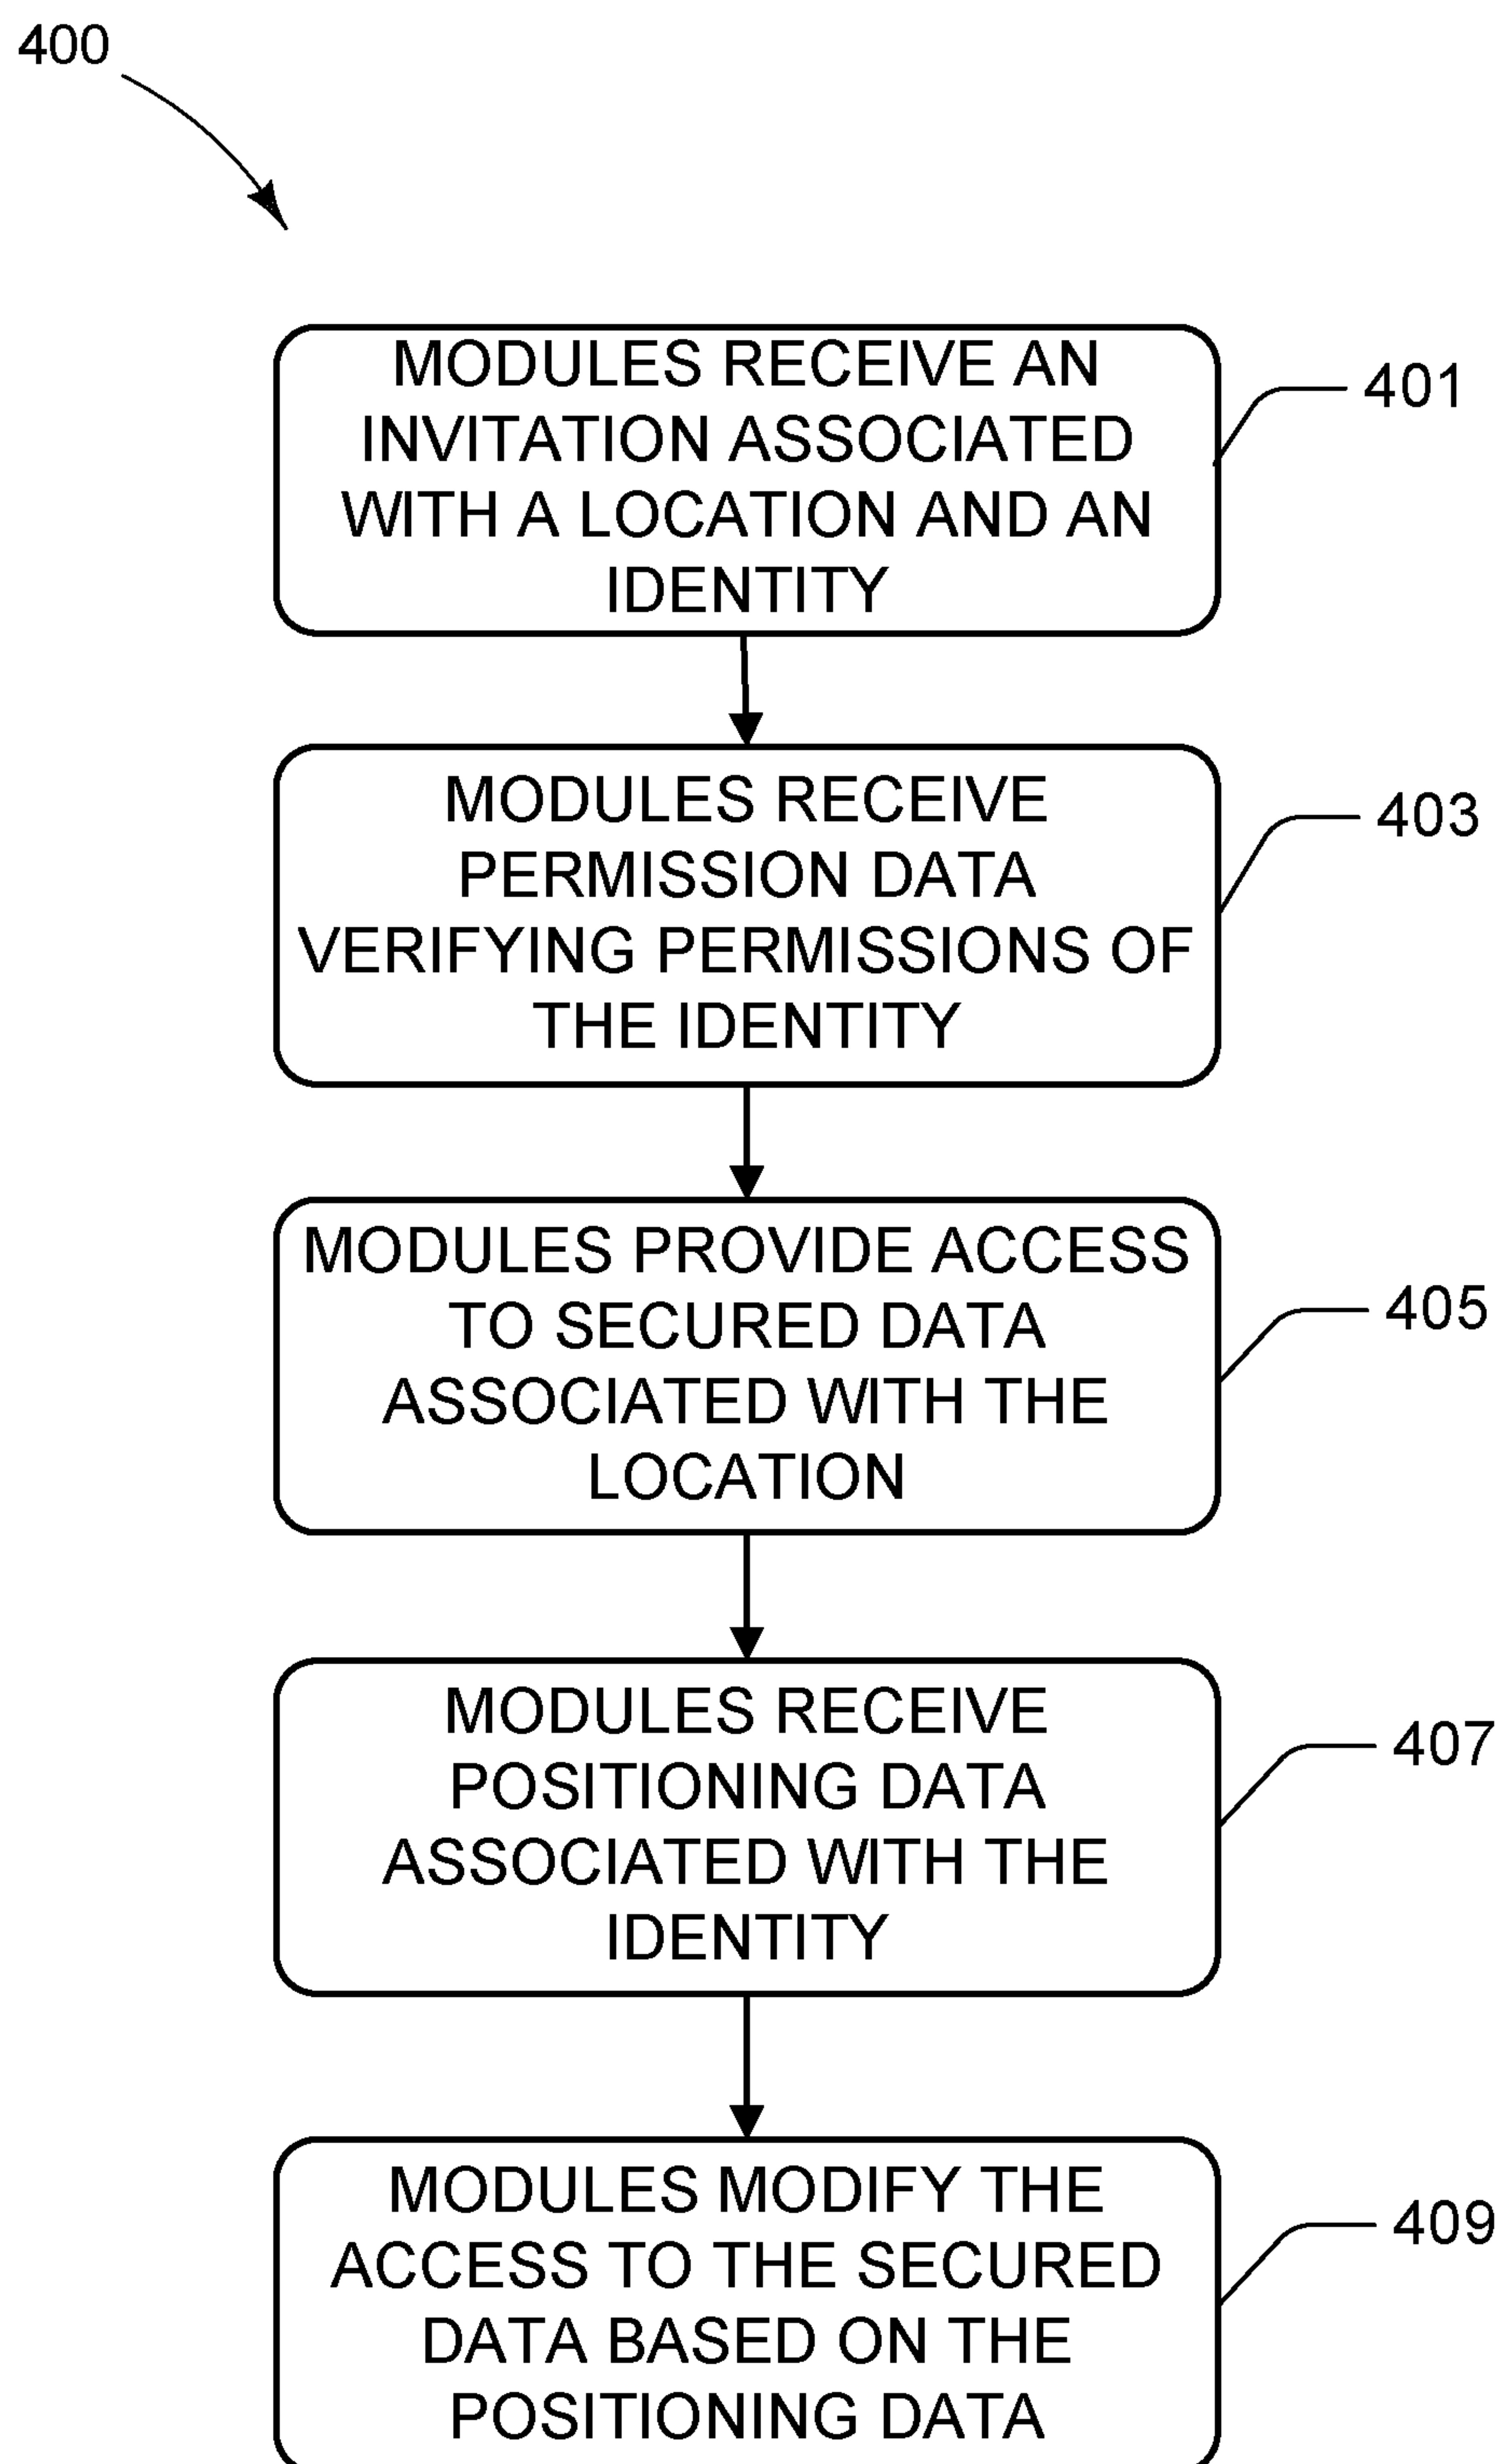 400
MODULES RECEIVE AN
INVITATION ASSOCIATED
WITH A LOCATION AND AN
IDENTITY
401
MODULES RECEIVE
PERMISSION DATA
VERIFYING PERMISSIONS OF
THE IDENTITY
403
MODULES PROVIDE ACCESS
TO SECURED DATA
ASSOCIATED WITH THE
LOCATION
405
MODULES RECEIVE
POSITIONING DATA
ASSOCIATED WITH THE
IDENTITY
407
MODULES MODIFY THE
ACCESS TO THE SECURED
DATA BASED ON THE
POSITIONING DATA
409